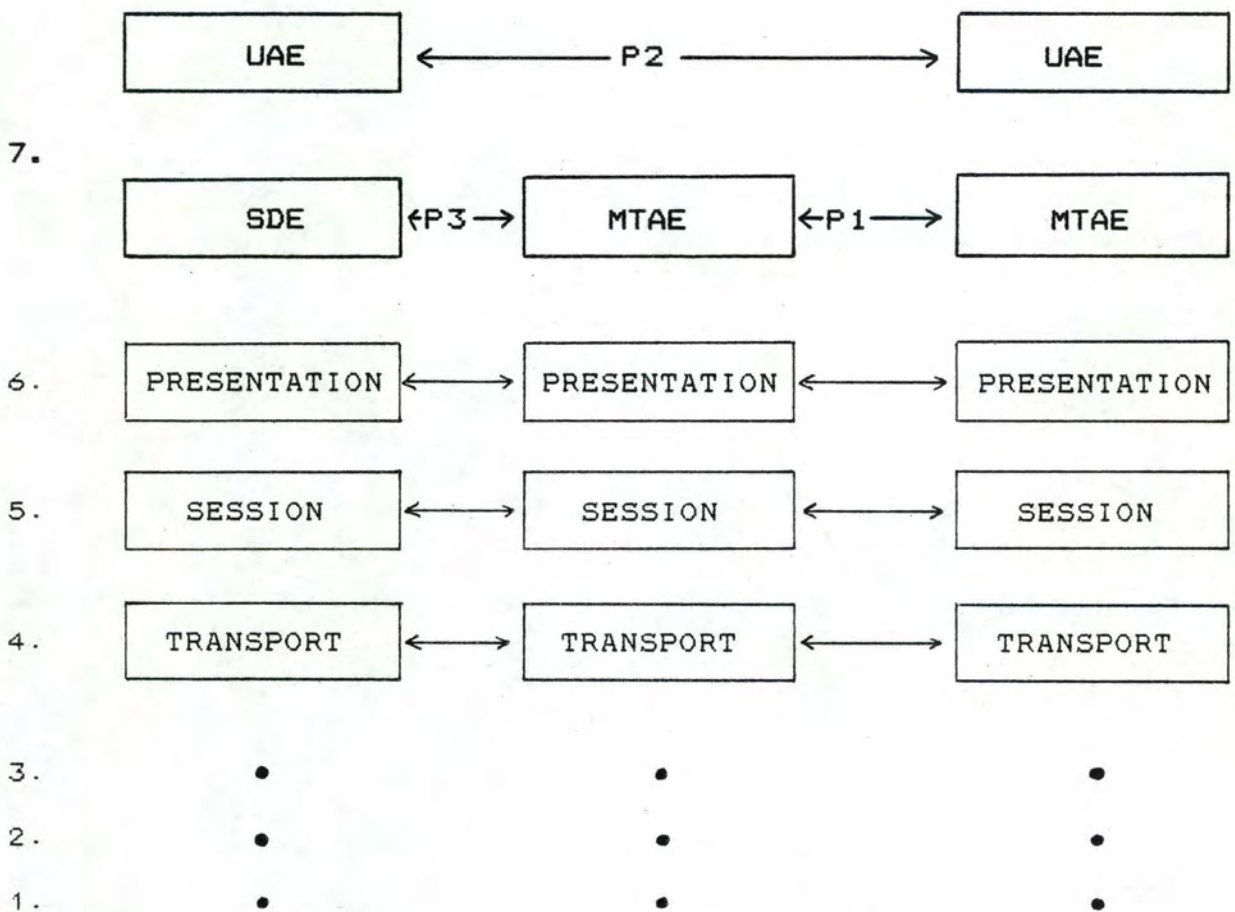 UAE P2 UAE
7.
SDE P3 MTAE P1 MTAE
6. PRESENTATION PRESENTATION PRESENTATION
5. SESSION SESSION SESSION
4. TRANSPORT TRANSPORT TRANSPORT
3.
2.
1.